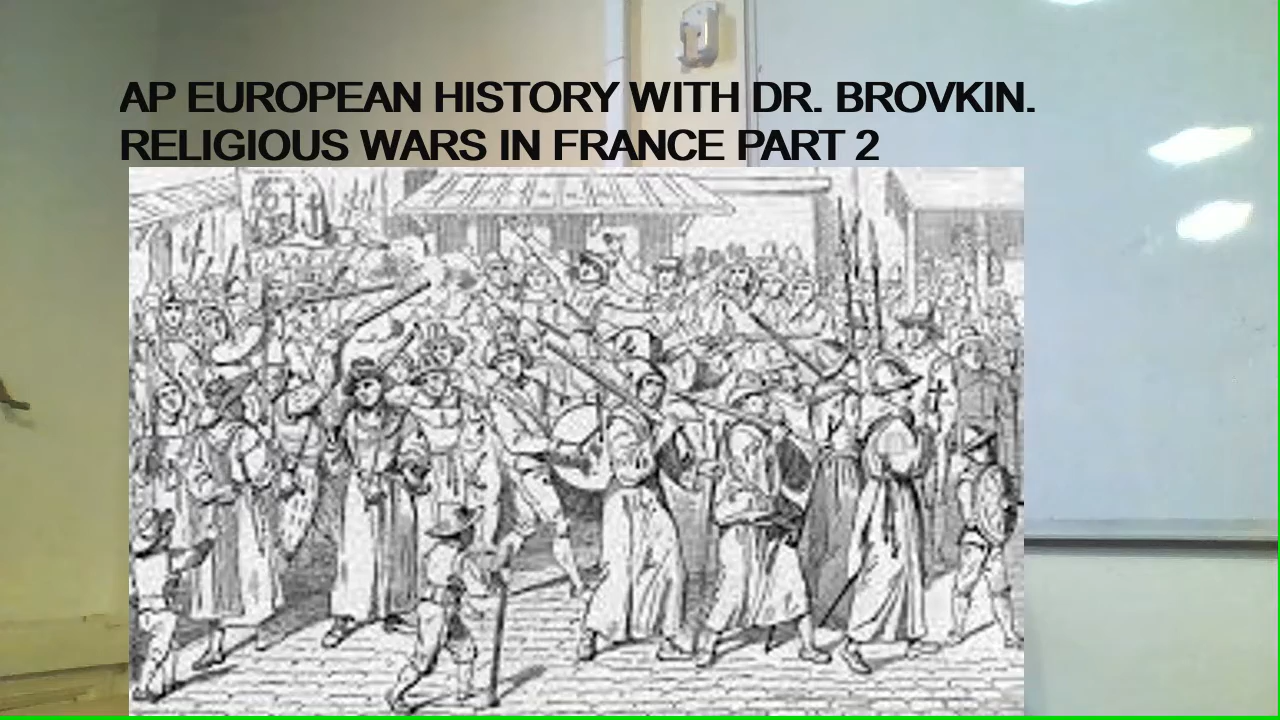 AP EUROPEAN HISTORY WITH DR. BROVKIN.
RELIGIOUS WARS IN FRANCE PART 2